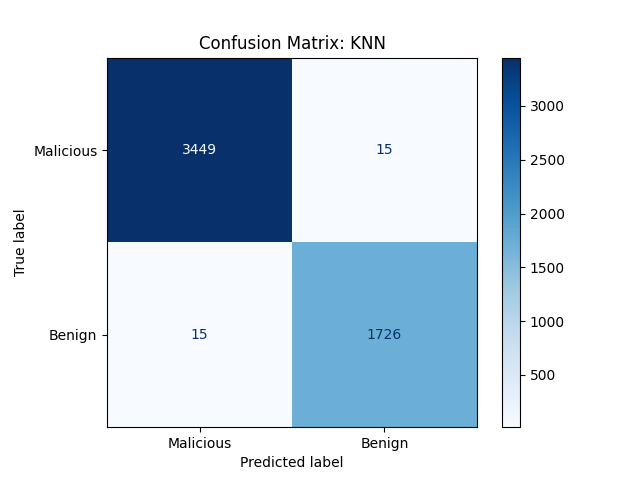 Confusion Matrix: KNN
True label
Malicious
Benign
3449
15
15
1726
Malicious
Benign
Predicted label
3000
2500
2000
1500
1000
500